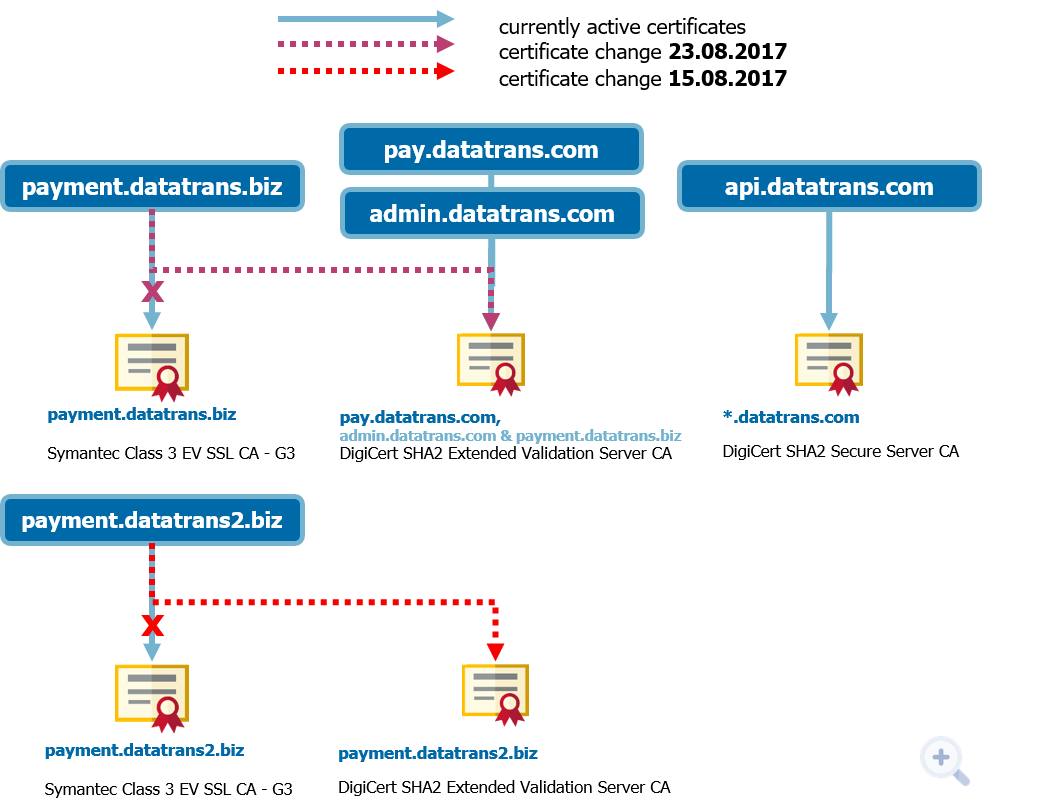 currently active certificates
certificate change 23.08.2017
certificate change 15.08.2017
pay.datatrans.com
payment.datatrans.biz
admin.datatrans.com
api.datatrans.com
X
payment.datatrans.biz
Symantec Class 3 EV SSL CA - G3
pay.datatrans.com,
admin.datatrans.com & payment.datatrans.biz
DigiCert SHA2 Extended Validation Server CA
*.datatrans.com
DigiCert SHA2 Secure Server CA
payment.datatrans2.biz
X
payment.datatrans2.biz
Symantec Class 3 EV SSL CA - G3
payment.datatrans2.biz
DigiCert SHA2 Extended Validation Server CA